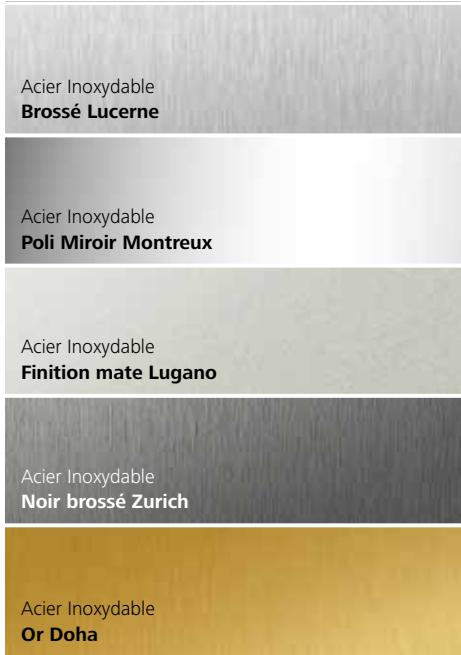 Acier Inoxydable
Brossé Lucerne
Acier Inoxydable
Poli Miroir Montreux
Acier Inoxydable
Finition mate Lugano
Acier Inoxydable
Noir brossé Zurich
Acier Inoxydable
Or Doha